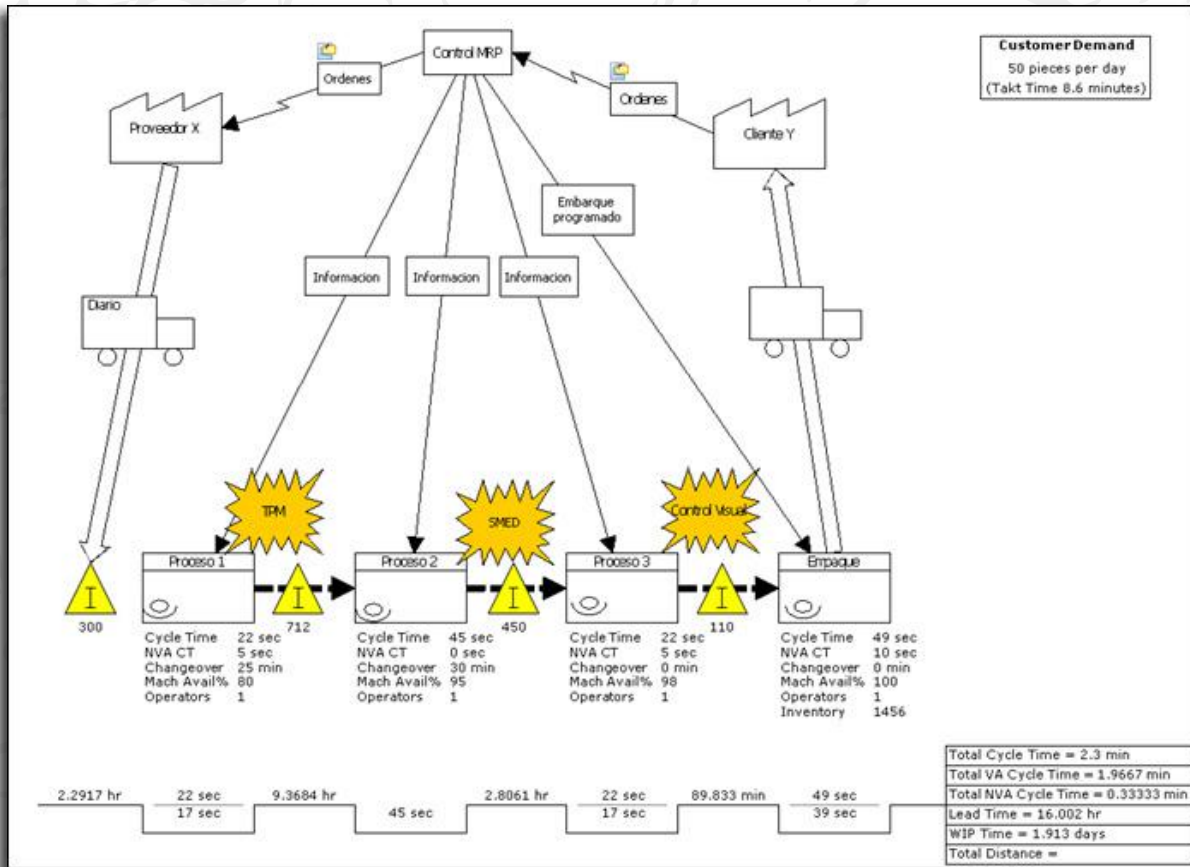 Control MRP
Customer Demand
50 pieces per day
(Takt Time 8.6 minutes)
Ordenes
Ordenes
Proveedor X
Cliente Y
Embarque
programado
Informacion
Informacion
Informacion
Diario
TPM
SMED
Control Visual
Proceso 1
Proceso 2
Proceso 3
Empaque
I
I
I
I
300
712
450
110
Cycle Time 22 sec
NVA CT 5 sec
Changeover 25 min
Mach Avail% 80
Operators 1
Cycle Time 45 sec
NVA CT 0 sec
Changeover 30 min
Mach Avail% 95
Operators 1
Cycle Time 22 sec
NVA CT 5 sec
Changeover 0 min
Mach Avail% 98
Operators 1
Cycle Time 49 sec
NVA CT 10 sec
Changeover 0 min
Mach Avail% 100
Operators 1
Inventory 1456
2.2917 hr
22 sec
17 sec
9.3684 hr
45 sec
2.8061 hr
22 sec
17 sec
89.833 min
49 sec
39 sec
Total Cycle Time = 2.3 min
Total VA Cycle Time = 1.9667 min
Total NVA Cycle Time = 0.33333 min
Lead Time = 16.002 hr
WIP Time = 1.913 days
Total Distance =